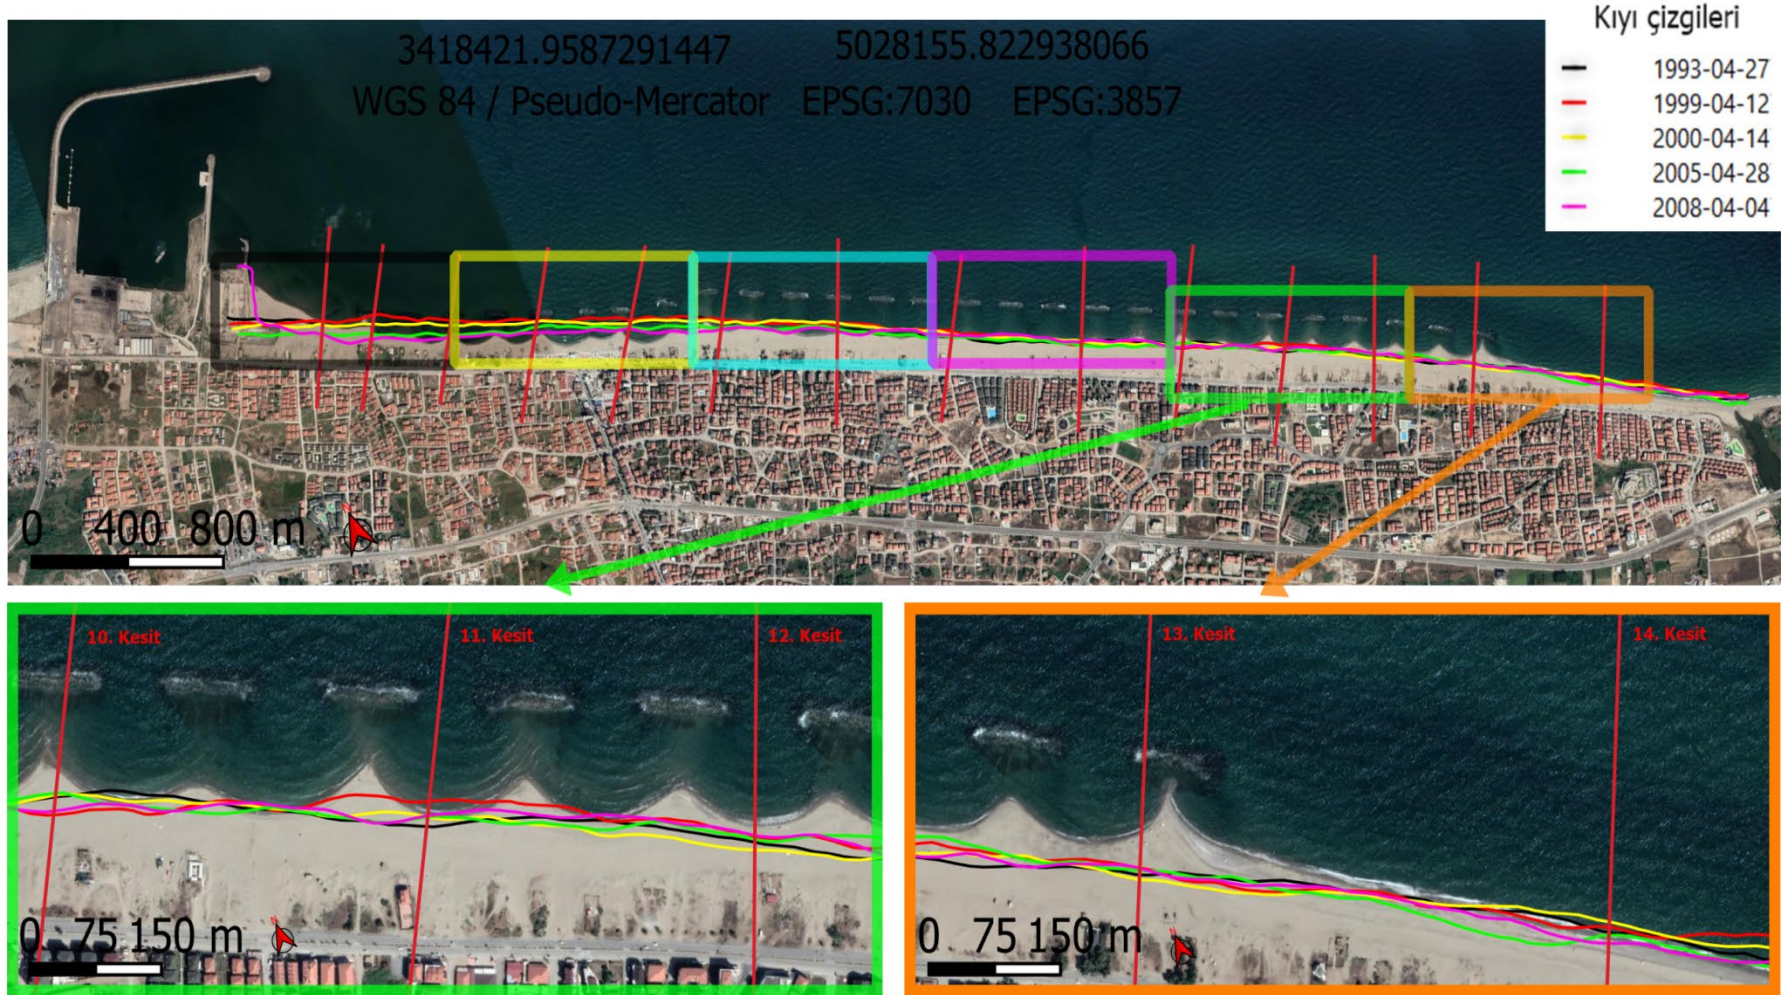 Kıyı çizgileri
1993-04-27
1999-04-12
2000-04-14
2005-04-28
2008-04-04
3418421.9587291447 5028155.822938066
WGS 84 / Pseudo-Mercator EPSG:7030 EPSG:3857
0 400 800 m
N
10. Kesit 11. Kesit 12. Kesit
0 75 150 m
N
13. Kesit 14. Kesit
0 75 150 m
N